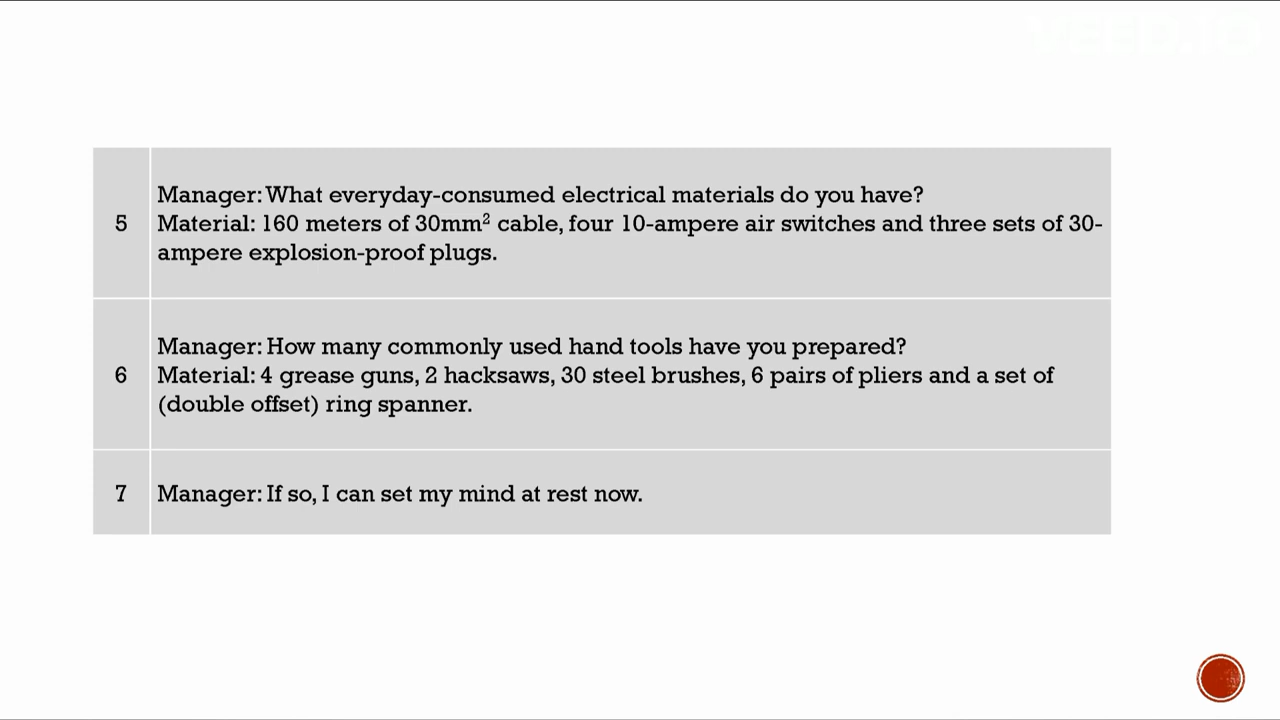 VEED.IO
5
Manager: What everyday-consumed electrical materials do you have?
Material: 160 meters of 30mm² cable, four 10-ampere air switches and three sets of 30-
ampere explosion-proof plugs.
6
Manager: How many commonly used hand tools have you prepared?
Material: 4 grease guns, 2 hacksaws, 30 steel brushes, 6 pairs of pliers and a set of
(double offset) ring spanner.
7
Manager: If so, I can set my mind at rest now.